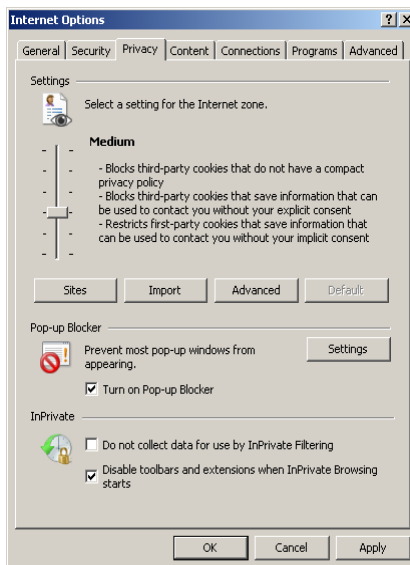 Internet Options
General Security Privacy Content Connections Programs Advanced
Settings
Select a setting for the Internet zone.
Medium
- Blocks third-party cookies that do not have a compact
privacy policy
- Blocks third-party cookies that save information that can
be used to contact you without your explicit consent
- Restricts first-party cookies that save information that
can be used to contact you without your implicit consent
Sites Import Advanced Default
Pop-up Blocker
Prevent most pop-up windows from
appearing.
Settings
Turn on Pop-up Blocker
InPrivate
Do not collect data for use by InPrivate Filtering
Disable toolbars and extensions when InPrivate Browsing
starts
OK Cancel Apply